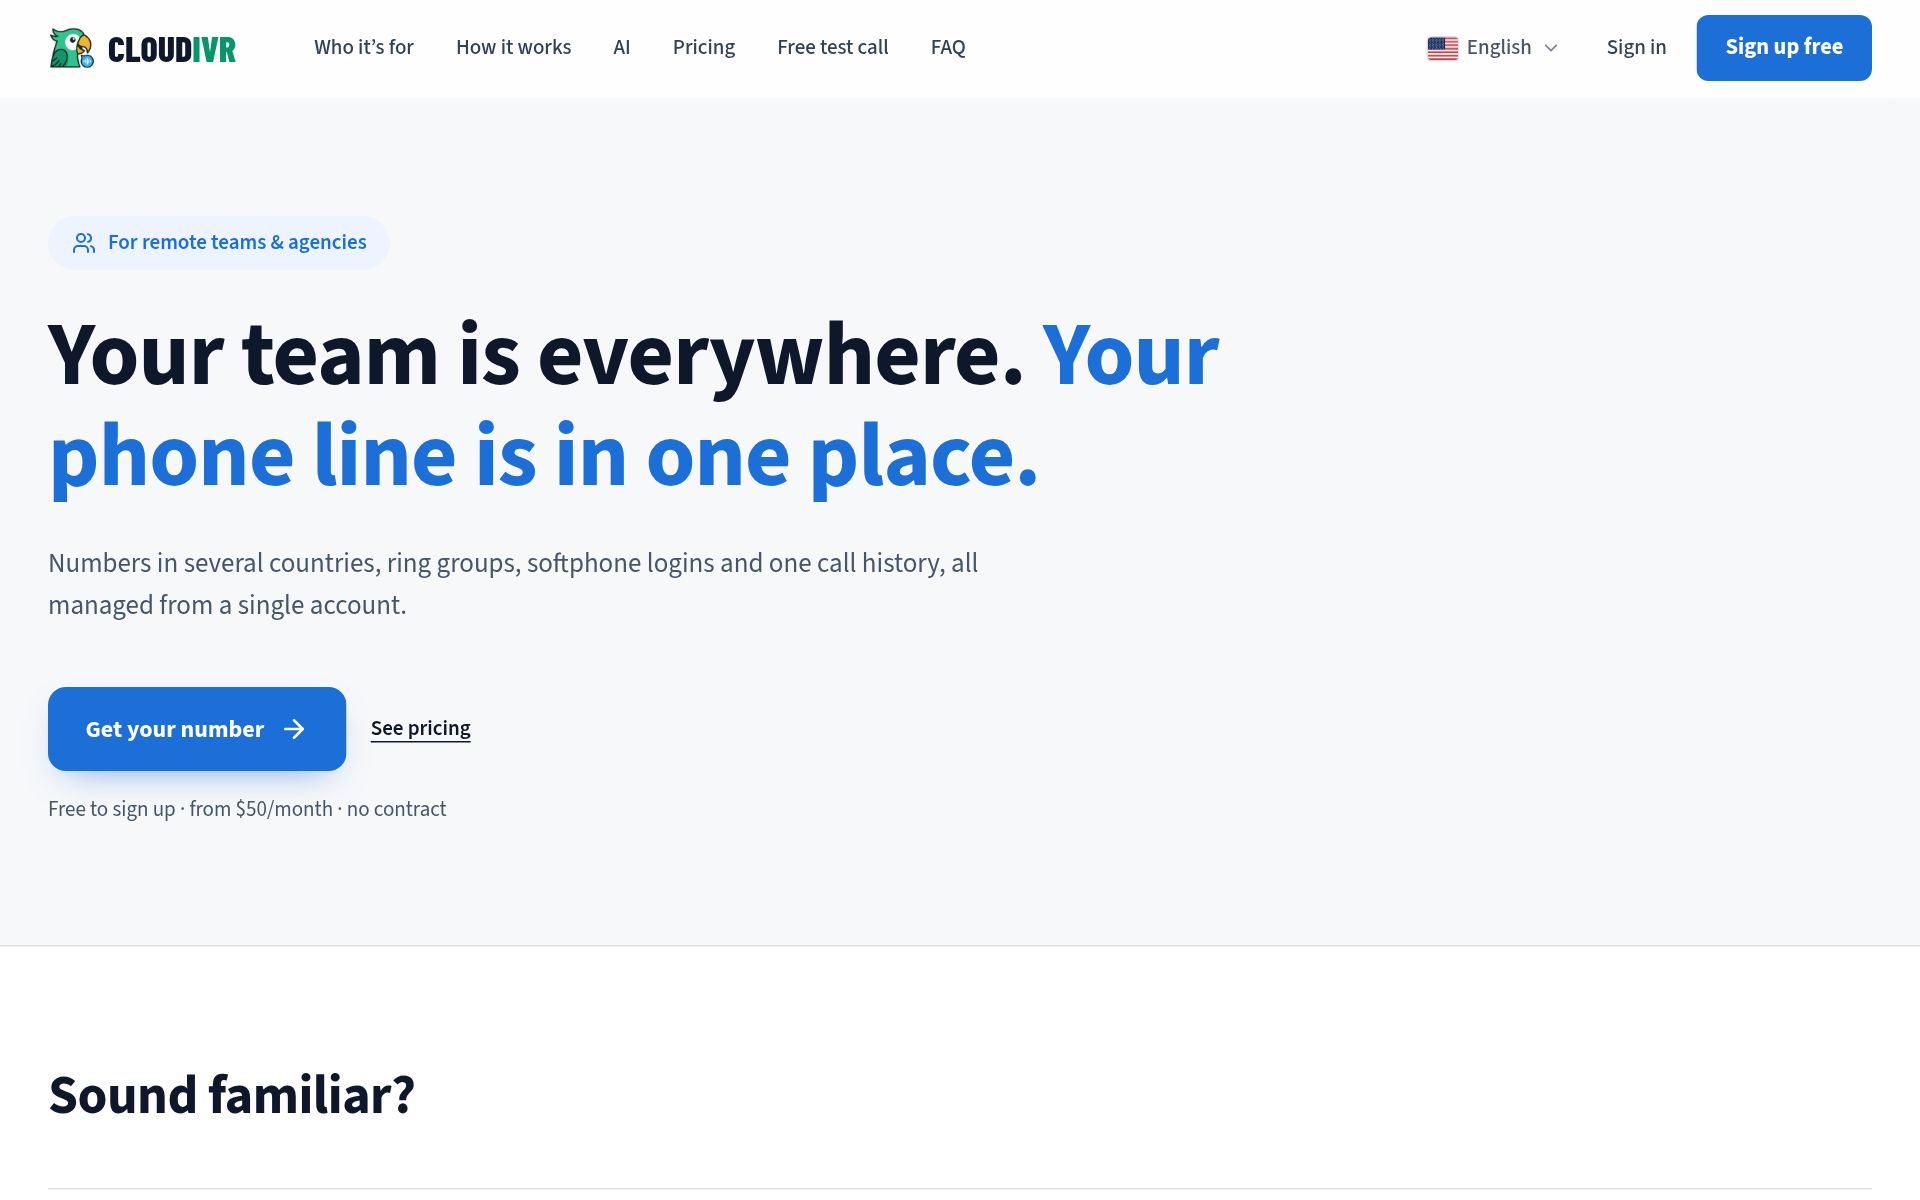 CLOUDIVR
Who it’s for
How it works
AI
Pricing
Free test call
FAQ
English
Sign in
Sign up free
For remote teams & agencies
Your team is everywhere. Your
phone line is in one place.
Numbers in several countries, ring groups, softphone logins and one call history, all
managed from a single account.
Get your number
See pricing
Free to sign up · from $50/month · no contract
Sound familiar?